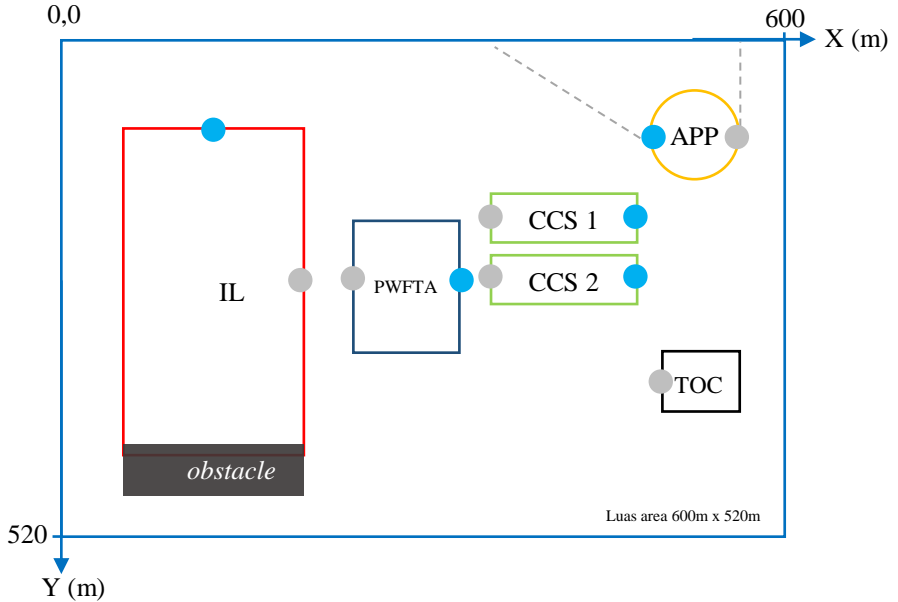 0,0
600
X (m)
APP
CCS 1
IL
PWFTA
CCS 2
TOC
obstacle
Luas area 600m x 520m
520
Y (m)